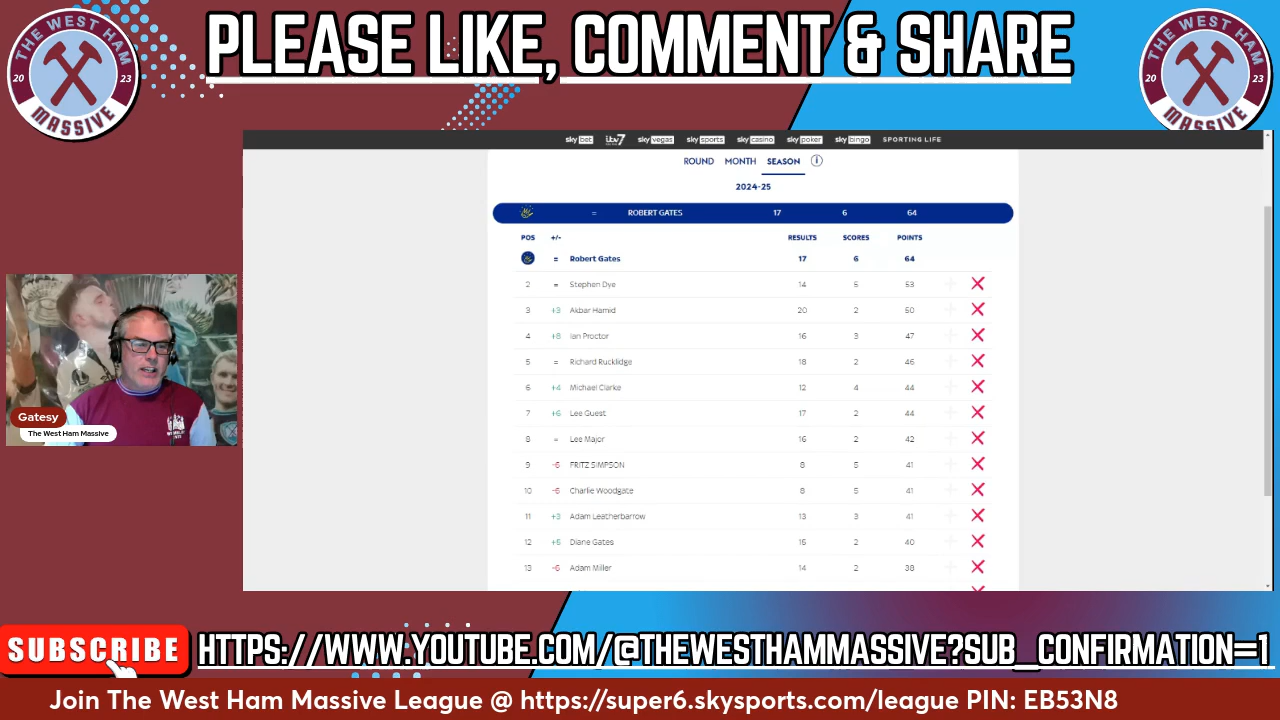 THE WEST HAM
20 23
MASSIVE
PLEASE LIKE, COMMENT & SHARE
THE WEST HAM
20 23
MASSIVE
sky bet itv7 sky vegas sky sports sky casino sky poker sky bingo SPORTING LIFE
ROUND MONTH SEASON i
2024-25
= ROBERT GATES 17 6 64
POS +/- RESULTS SCORES POINTS
= Robert Gates 17 6 64
2 = Stephen Dye 14 5 53
3 +3 Akbar Hamid 20 2 50
4 +8 Ian Proctor 16 3 47
5 = Richard Rucklidge 18 2 46
6 +4 Michael Clarke 12 4 44
7 +6 Lee Guest 17 2 44
8 = Lee Major 16 2 42
9 -6 FRITZ SIMPSON 8 5 41
10 -6 Charlie Woodgate 8 5 41
11 +3 Adam Leatherbarrow 13 3 41
12 +5 Diane Gates 15 2 40
13 -6 Adam Miller 14 2 38
Gatesy
The West Ham Massive
SUBSCRIBE
HTTPS://WWW.YOUTUBE.COM/@THEWESTHAMMASSIVE?SUB_CONFIRMATION=1
Join The West Ham Massive League @ https://super6.skysports.com/league PIN: EB53N8